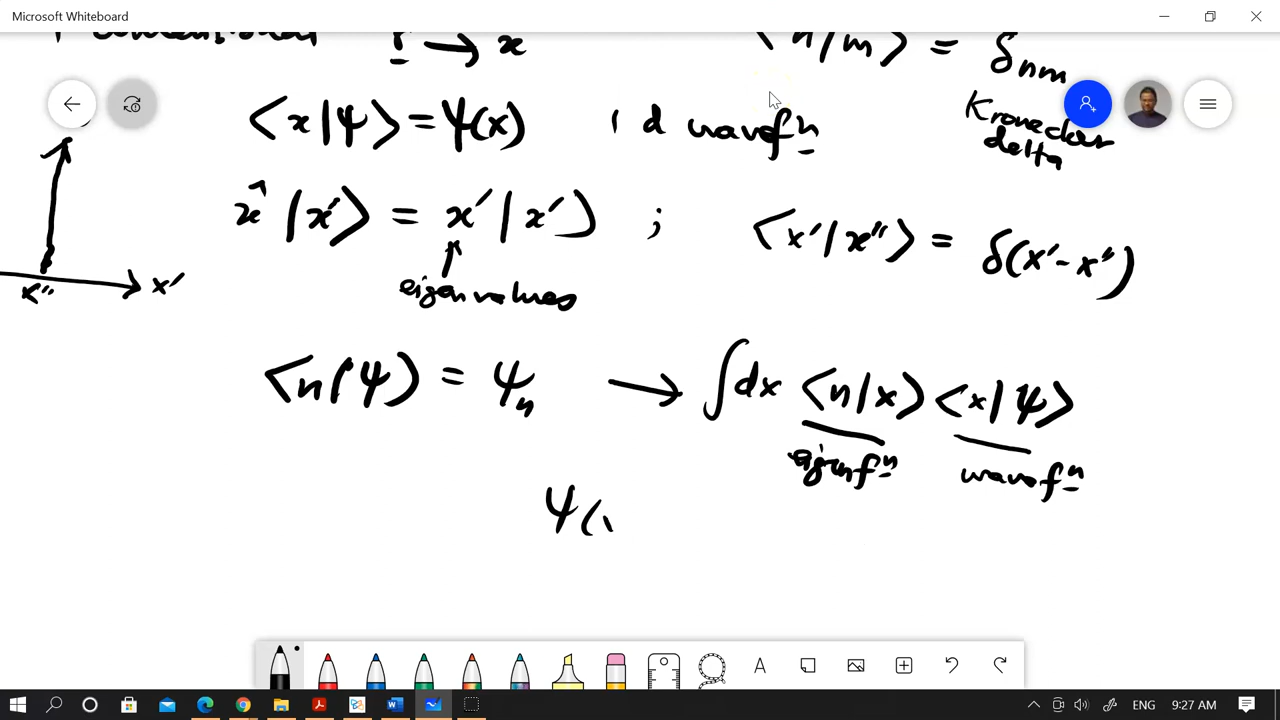 Microsoft Whiteboard
r → x
⟨n|m⟩ = δnm
Kronecker
delta
⟨x|Ψ⟩ = Ψ(x)
1 d wavefn
x̂ |x'⟩ = x' |x'⟩ ;
⟨x'|x''⟩ = δ(x' - x'')
eigenvalues
x''
x'
⟨n|Ψ⟩ = Ψn → ∫dx ⟨n|x⟩ ⟨x|Ψ⟩
eigenfn
wavefn
Ψ(
A
ENG
9:27 AM